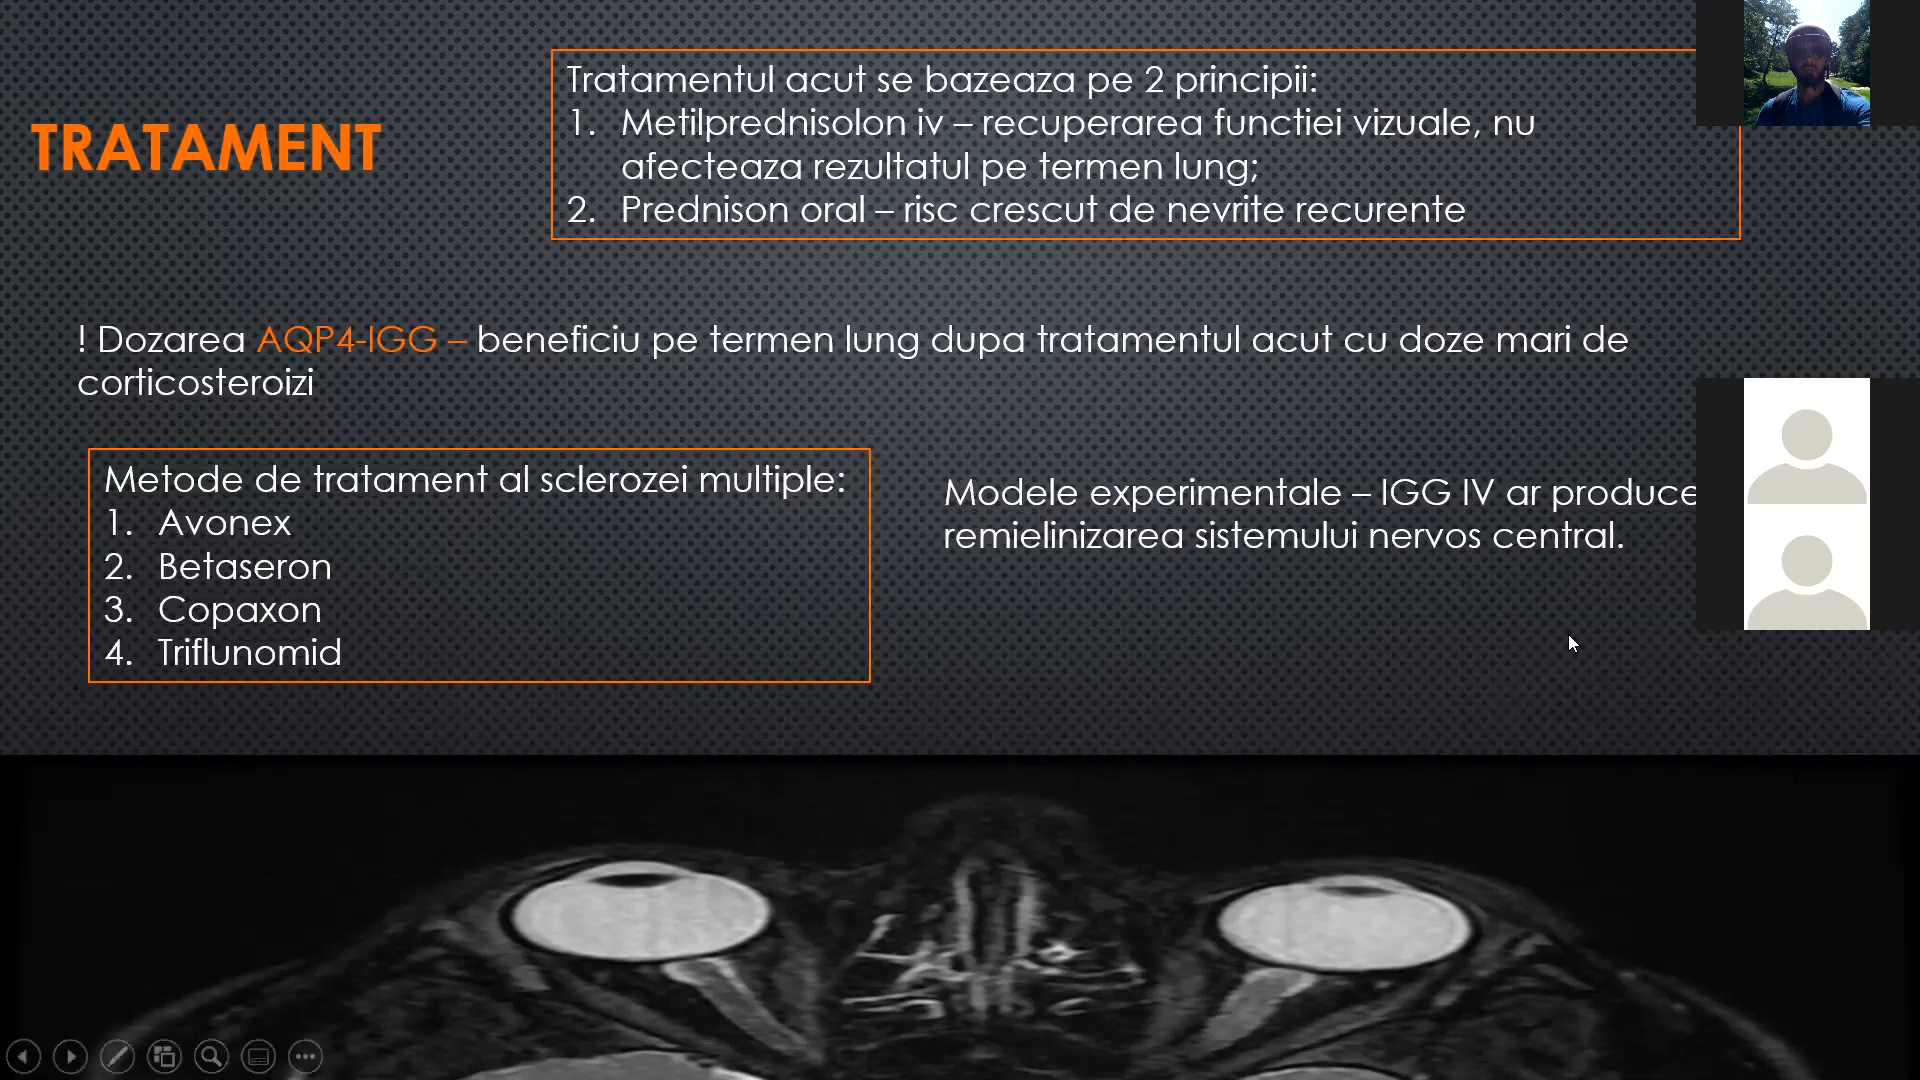 TRATAMENT
Tratamentul acut se bazeaza pe 2 principii:
1. Metilprednisolon iv – recuperarea functiei vizuale, nu
afecteaza rezultatul pe termen lung;
2. Prednison oral – risc crescut de nevrite recurente
! Dozarea AQP4-IGG – beneficiu pe termen lung dupa tratamentul acut cu doze mari de
corticosteroizi
Metode de tratament al sclerozei multiple:
1. Avonex
2. Betaseron
3. Copaxon
4. Triflunomid
Modele experimentale – IGG IV ar produce
remielinizarea sistemului nervos central.